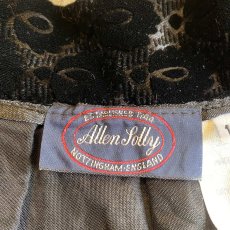 ESTABLISHED 1744
Allen Solly
NOTTINGHAM·ENGLAND